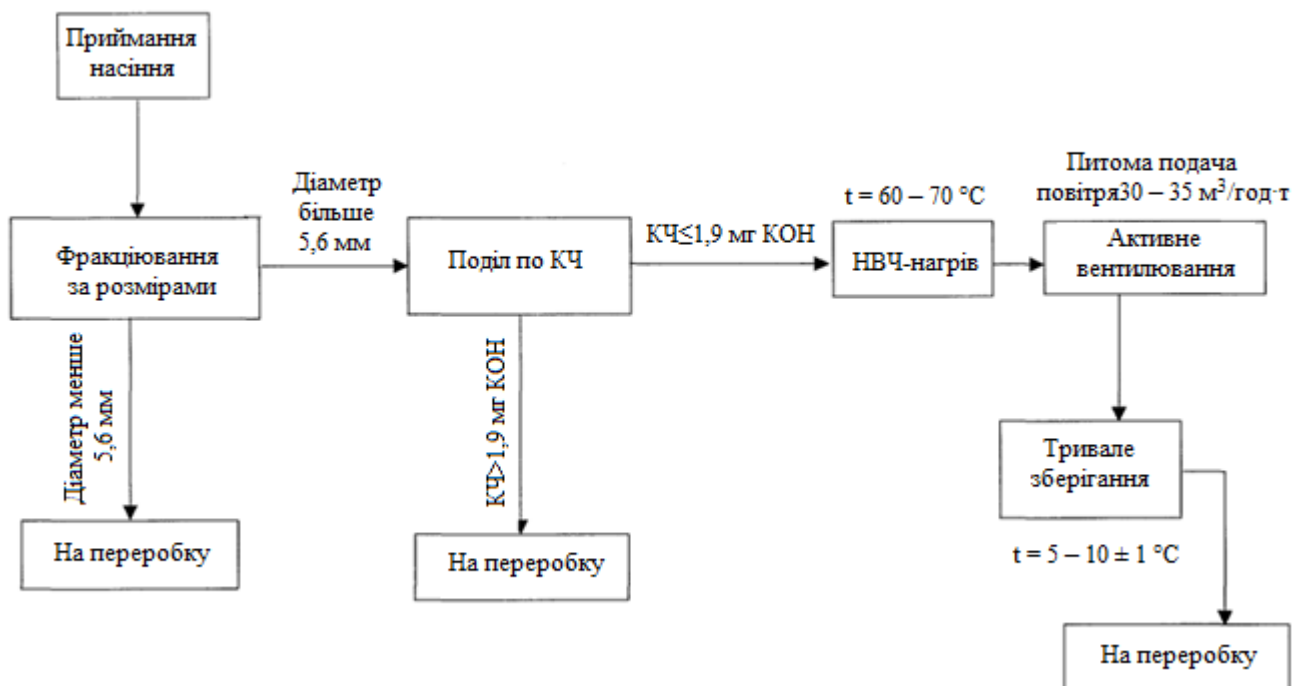 Приймання
насіння
Діаметр
більше
5,6 мм
Фракціювання
за розмірами
Діаметр менше
5,6 мм
На переробку
Поділ по КЧ
КЧ≤1,9 мг КОН
КЧ>1,9 мг КОН
На переробку
t = 60 – 70 °C
НВЧ-нагрів
Питома подача
повітря30 – 35 м³/год·т
Активне
вентилювання
Тривале
зберігання
t = 5 – 10 ± 1 °C
На переробку